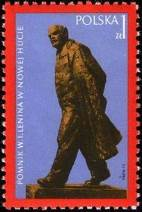 POLSKA
1
zł
POMNIK W.I.LENINA W NOWEJ HUCIE